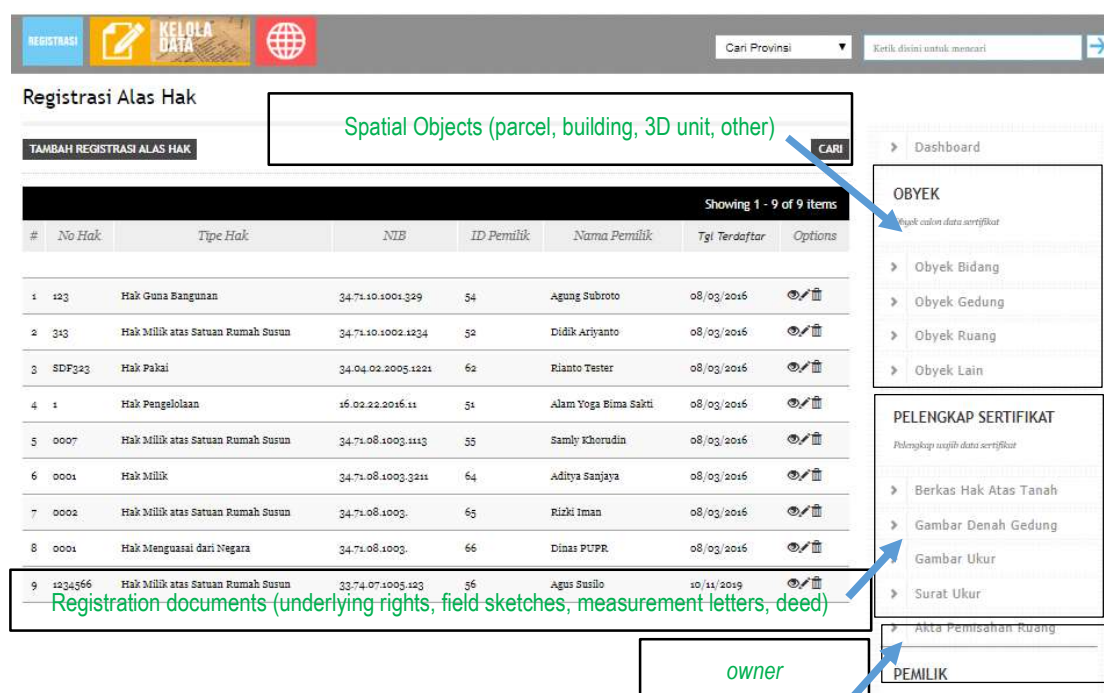 REGISTRASI
KELOLA
DATA
Cari Provinsi
Ketik disini untuk mencari
Registrasi Alas Hak
Spatial Objects (parcel, building, 3D unit, other)
TAMBAH REGISTRASI ALAS HAK
CARI
Showing 1 - 9 of 9 items
# No Hak Tipe Hak NIB ID Pemilik Nama Pemilik Tgl Terdaftar Options
1 123 Hak Guna Bangunan 34.71.10.1001.329 54 Agung Subroto 08/03/2016
2 313 Hak Milik atas Satuan Rumah Susun 34.71.10.1002.1234 52 Didik Ariyanto 08/03/2016
3 SDF323 Hak Pakai 34.04.02.2005.1221 62 Rianto Tester 08/03/2016
4 1 Hak Pengelolaan 16.02.22.2016.11 51 Alam Yoga Bima Sakti 08/03/2016
5 0007 Hak Milik atas Satuan Rumah Susun 34.71.08.1003.1113 55 Samly Khorudin 08/03/2016
6 0001 Hak Milik 34.71.08.1003.3211 64 Aditya Sanjaya 08/03/2016
7 0002 Hak Milik atas Satuan Rumah Susun 34.71.08.1003. 65 Rizki Iman 08/03/2016
8 0001 Hak Menguasai dari Negara 34.71.08.1003. 66 Dinas PUPR 08/03/2016
9 1234566 Hak Milik atas Satuan Rumah Susun 33.74.07.1005.123 56 Agus Susilo 10/11/2019
Registration documents (underlying rights, field sketches, measurement letters, deed)
owner
> Dashboard
OBYEK
Obyek calon data sertifikat
> Obyek Bidang
> Obyek Gedung
> Obyek Ruang
> Obyek Lain
PELENGKAP SERTIFIKAT
Pelengkap wajib data sertifikat
> Berkas Hak Atas Tanah
> Gambar Denah Gedung
> Gambar Ukur
> Surat Ukur
> Akta Pemisahan Ruang
PEMILIK